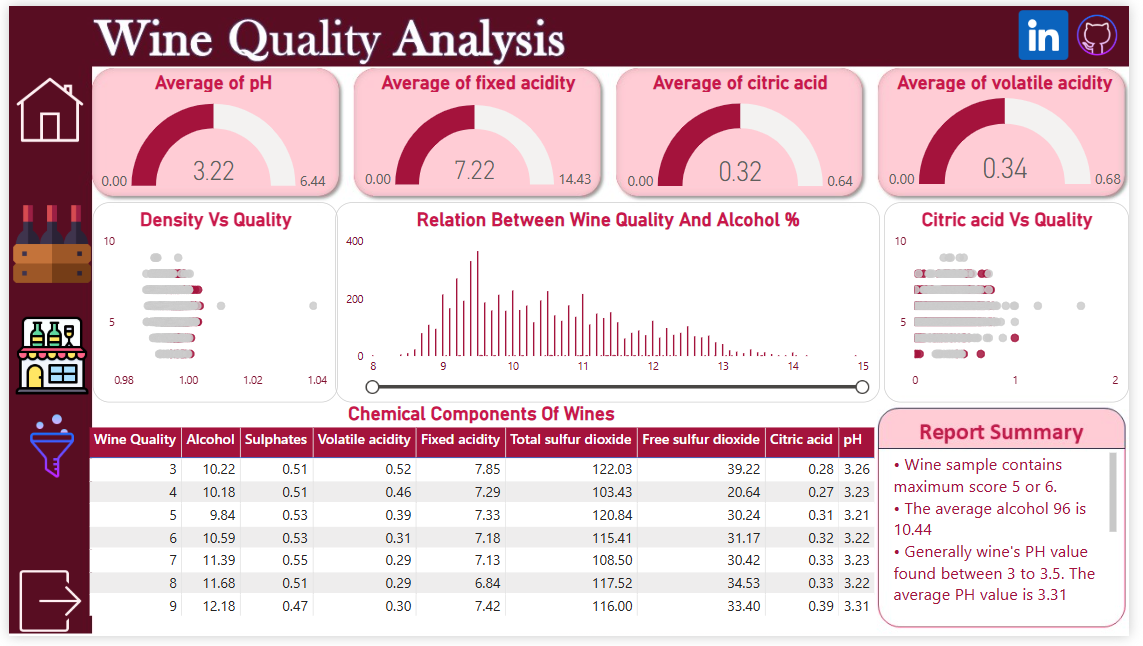 Wine Quality Analysis
in
Average of pH
3.22
0.00
6.44
Average of fixed acidity
7.22
0.00
14.43
Average of citric acid
0.32
0.00
0.64
Average of volatile acidity
0.34
0.00
0.68
Density Vs Quality
10
5
0.98 1.00 1.02 1.04
Relation Between Wine Quality And Alcohol %
400
200
0
8 9 10 11 12 13 14 15
8 15
Citric acid Vs Quality
10
5
0 1 2
Chemical Components Of Wines
Wine Quality Alcohol Sulphates Volatile acidity Fixed acidity Total sulfur dioxide Free sulfur dioxide Citric acid pH
3 10.22 0.51 0.52 7.85 122.03 39.22 0.28 3.26
4 10.18 0.51 0.46 7.29 103.43 20.64 0.27 3.23
5 9.84 0.53 0.39 7.33 120.84 30.24 0.31 3.21
6 10.59 0.53 0.31 7.18 115.41 31.17 0.32 3.22
7 11.39 0.55 0.29 7.13 108.50 30.42 0.33 3.23
8 11.68 0.51 0.29 6.84 117.52 34.53 0.33 3.22
9 12.18 0.47 0.30 7.42 116.00 33.40 0.39 3.31
Report Summary
• Wine sample contains
maximum score 5 or 6.
• The average alcohol 96 is
10.44
• Generally wine's PH value
found between 3 to 3.5. The
average PH value is 3.31